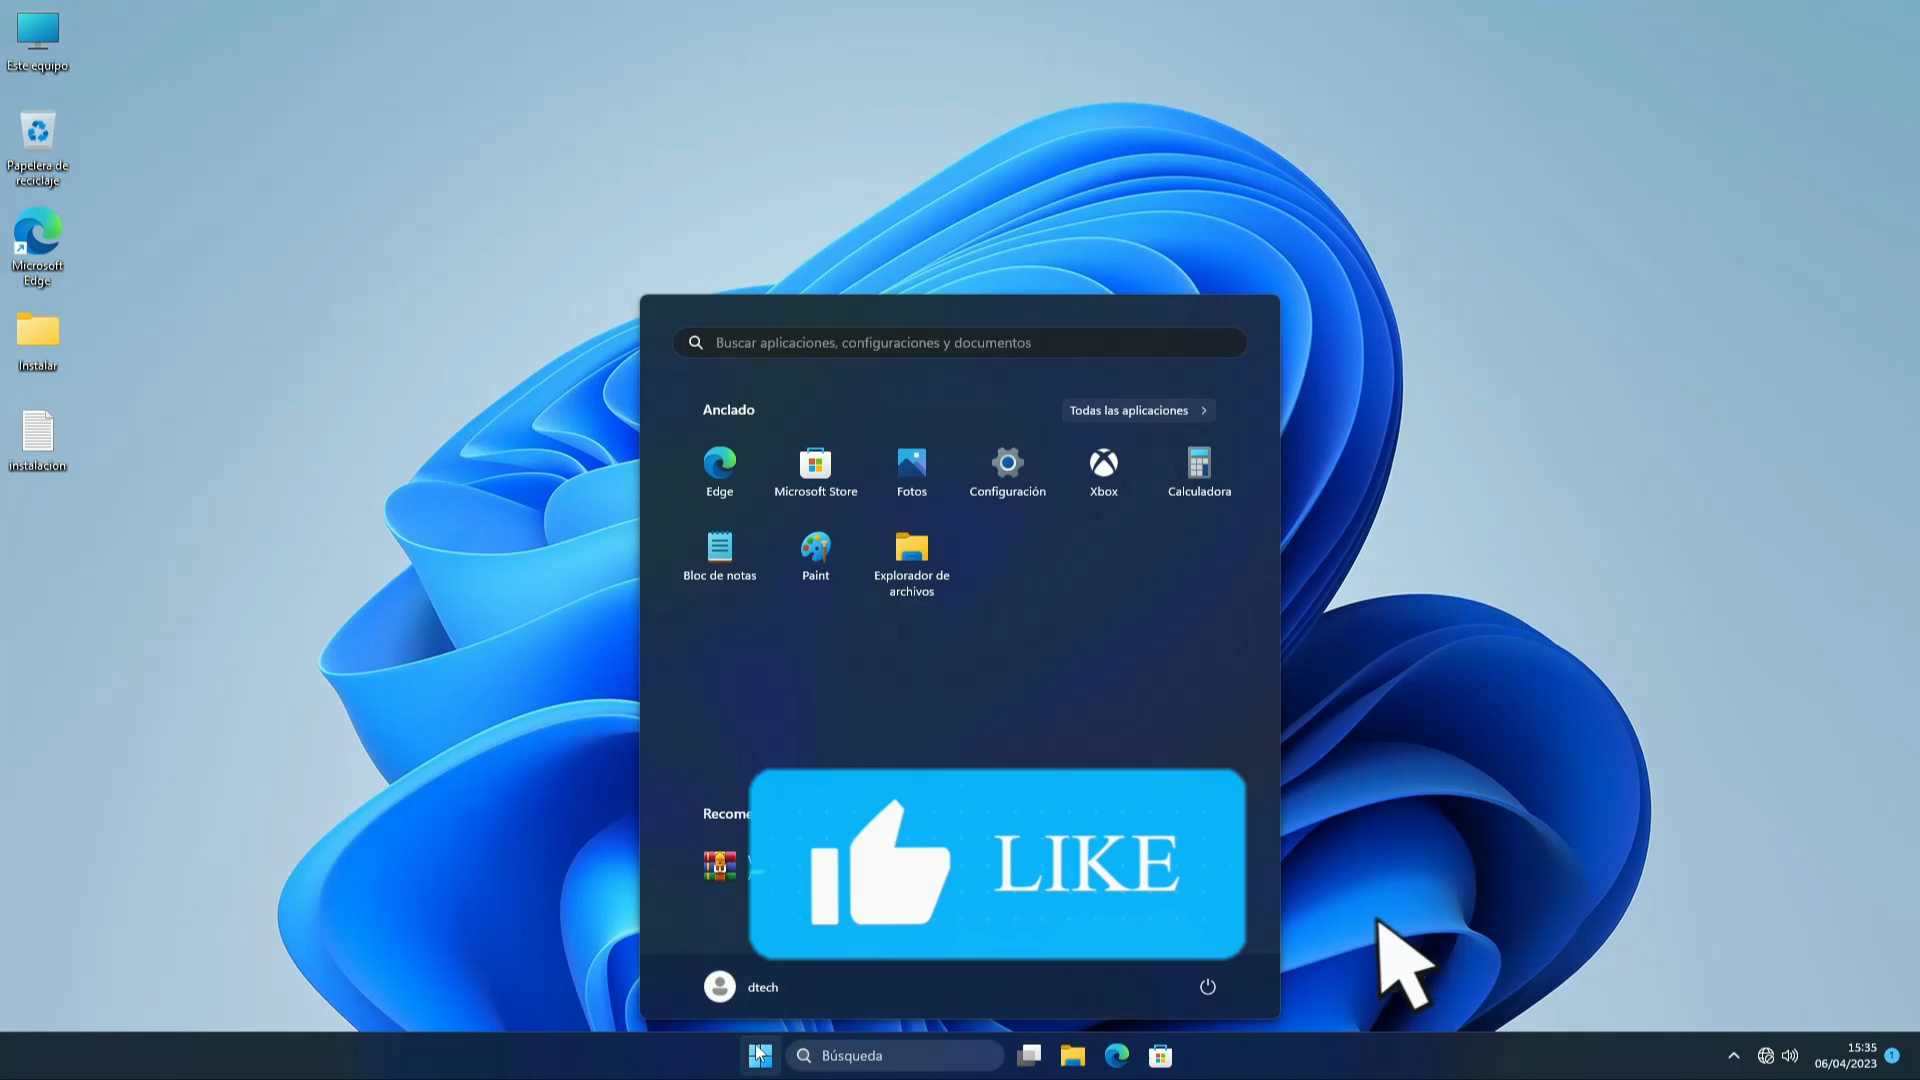 Este equipo
Papelera de
reciclaje
Microsoft
Edge
Instalar
instalacion
Buscar aplicaciones, configuraciones y documentos
Anclado
Todas las aplicaciones
Edge
Microsoft Store
Fotos
Configuración
Xbox
Calculadora
Bloc de notas
Paint
Explorador de
archivos
Recome
LIKE
dtech
Búsqueda
15:35
06/04/2023
1